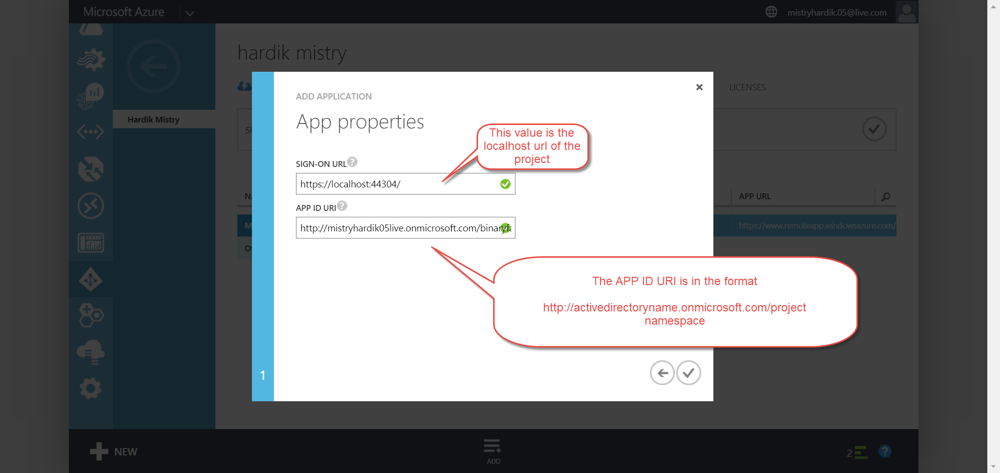 Microsoft Azure
mistryhardik.05@live.com
hardik mistry
LICENSES
Hardik Mistry
ADD APPLICATION
App properties
This value is the
localhost url of the
project
SIGN-ON URL
https://localhost:44304/
APP ID URI
http://mistryhardik05live.onmicrosoft.com/binaryfa
APP URL
https://www.remoteapp.windowsazure.com/
The APP ID URI is in the format
http://activedirectoryname.onmicrosoft.com/project
namespace
1
NEW
ADD
2